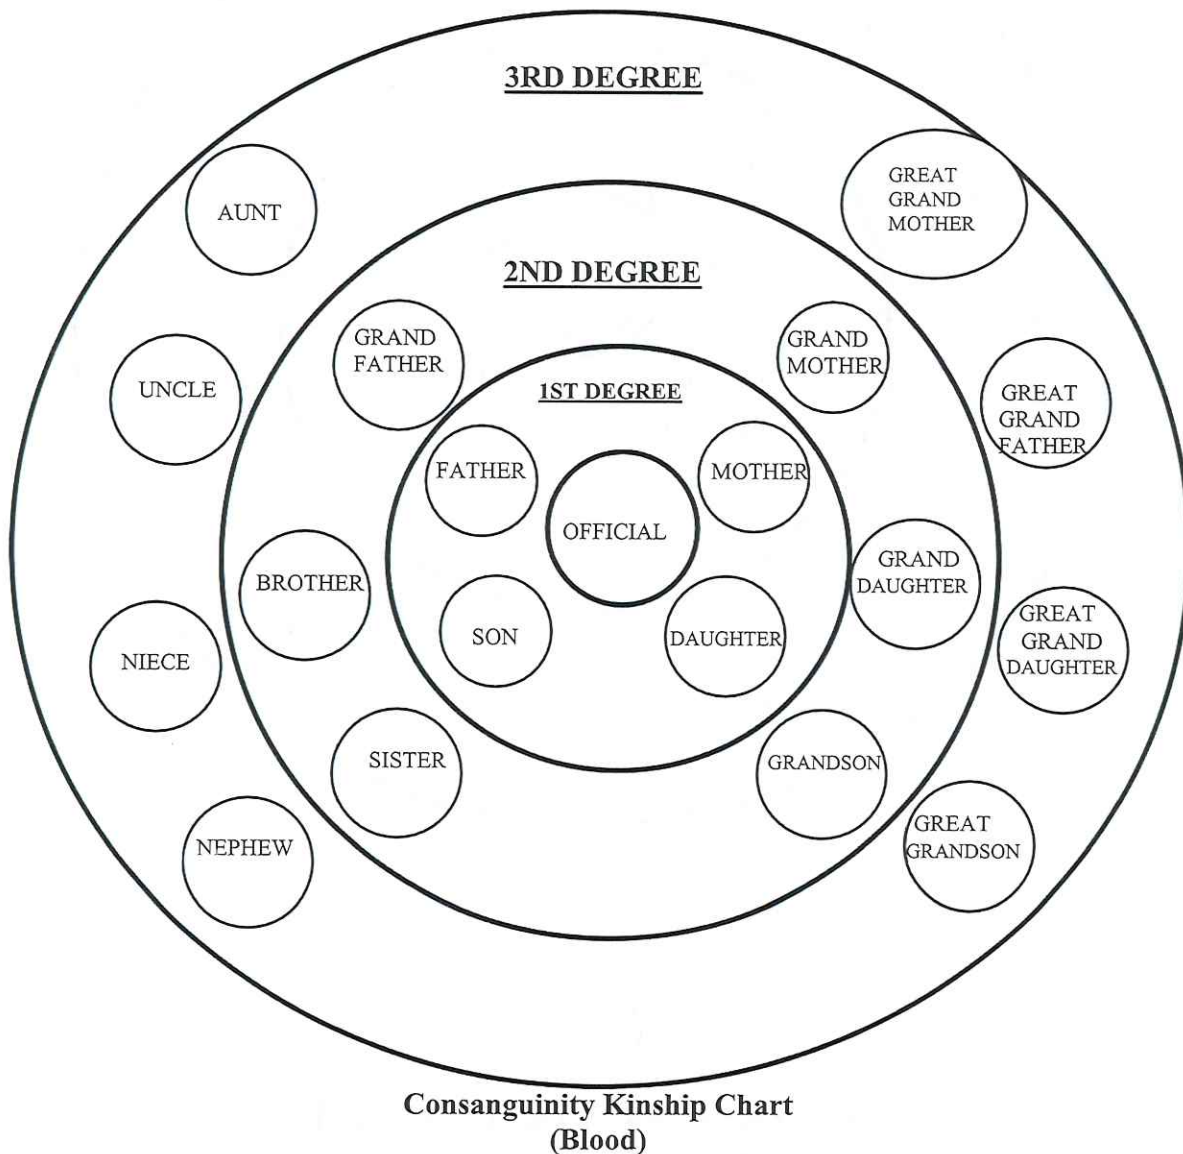 3RD DEGREE
AUNT
GREAT
GRAND
MOTHER
2ND DEGREE
GRAND
FATHER
GRAND
MOTHER
UNCLE
1ST DEGREE
GREAT
GRAND
FATHER
FATHER
MOTHER
OFFICIAL
BROTHER
GRAND
DAUGHTER
SON
DAUGHTER
NIECE
GREAT
GRAND
DAUGHTER
SISTER
GRANDSON
NEPHEW
GREAT
GRANDSON
Consanguinity Kinship Chart
(Blood)